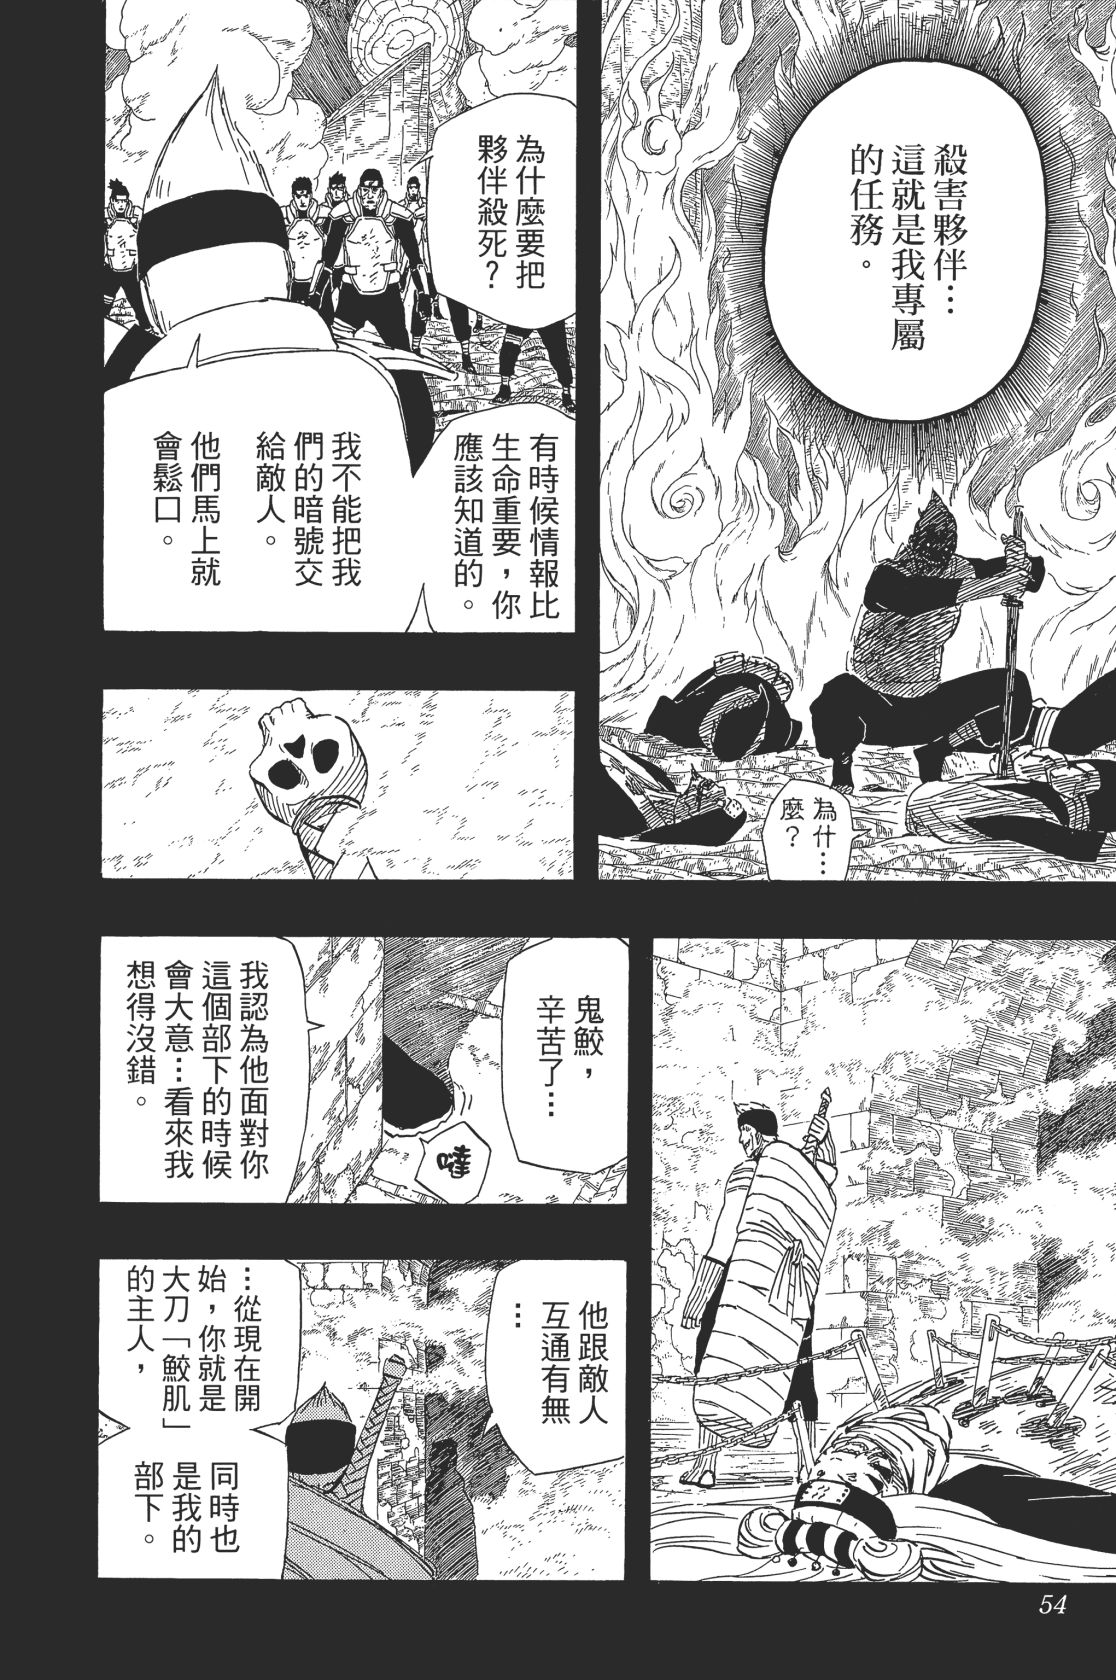 殺害夥伴…
這就是我專屬
的任務。
為什…
麼？
為什麼要把
夥伴殺死？
有時候情報比
生命重要，你
應該知道的。
我不能把我
們的暗號交
給敵人。
他們馬上就
會鬆口。
鬼鮫，
辛苦了…
噠
我認為他面對你
這個部下的時候
會大意…看來我
想得沒錯。
他跟敵人
互通有無
…
…從現在開
始，你就是
大刀「鮫肌」
的主人，
同時也
是我的
部下。
54